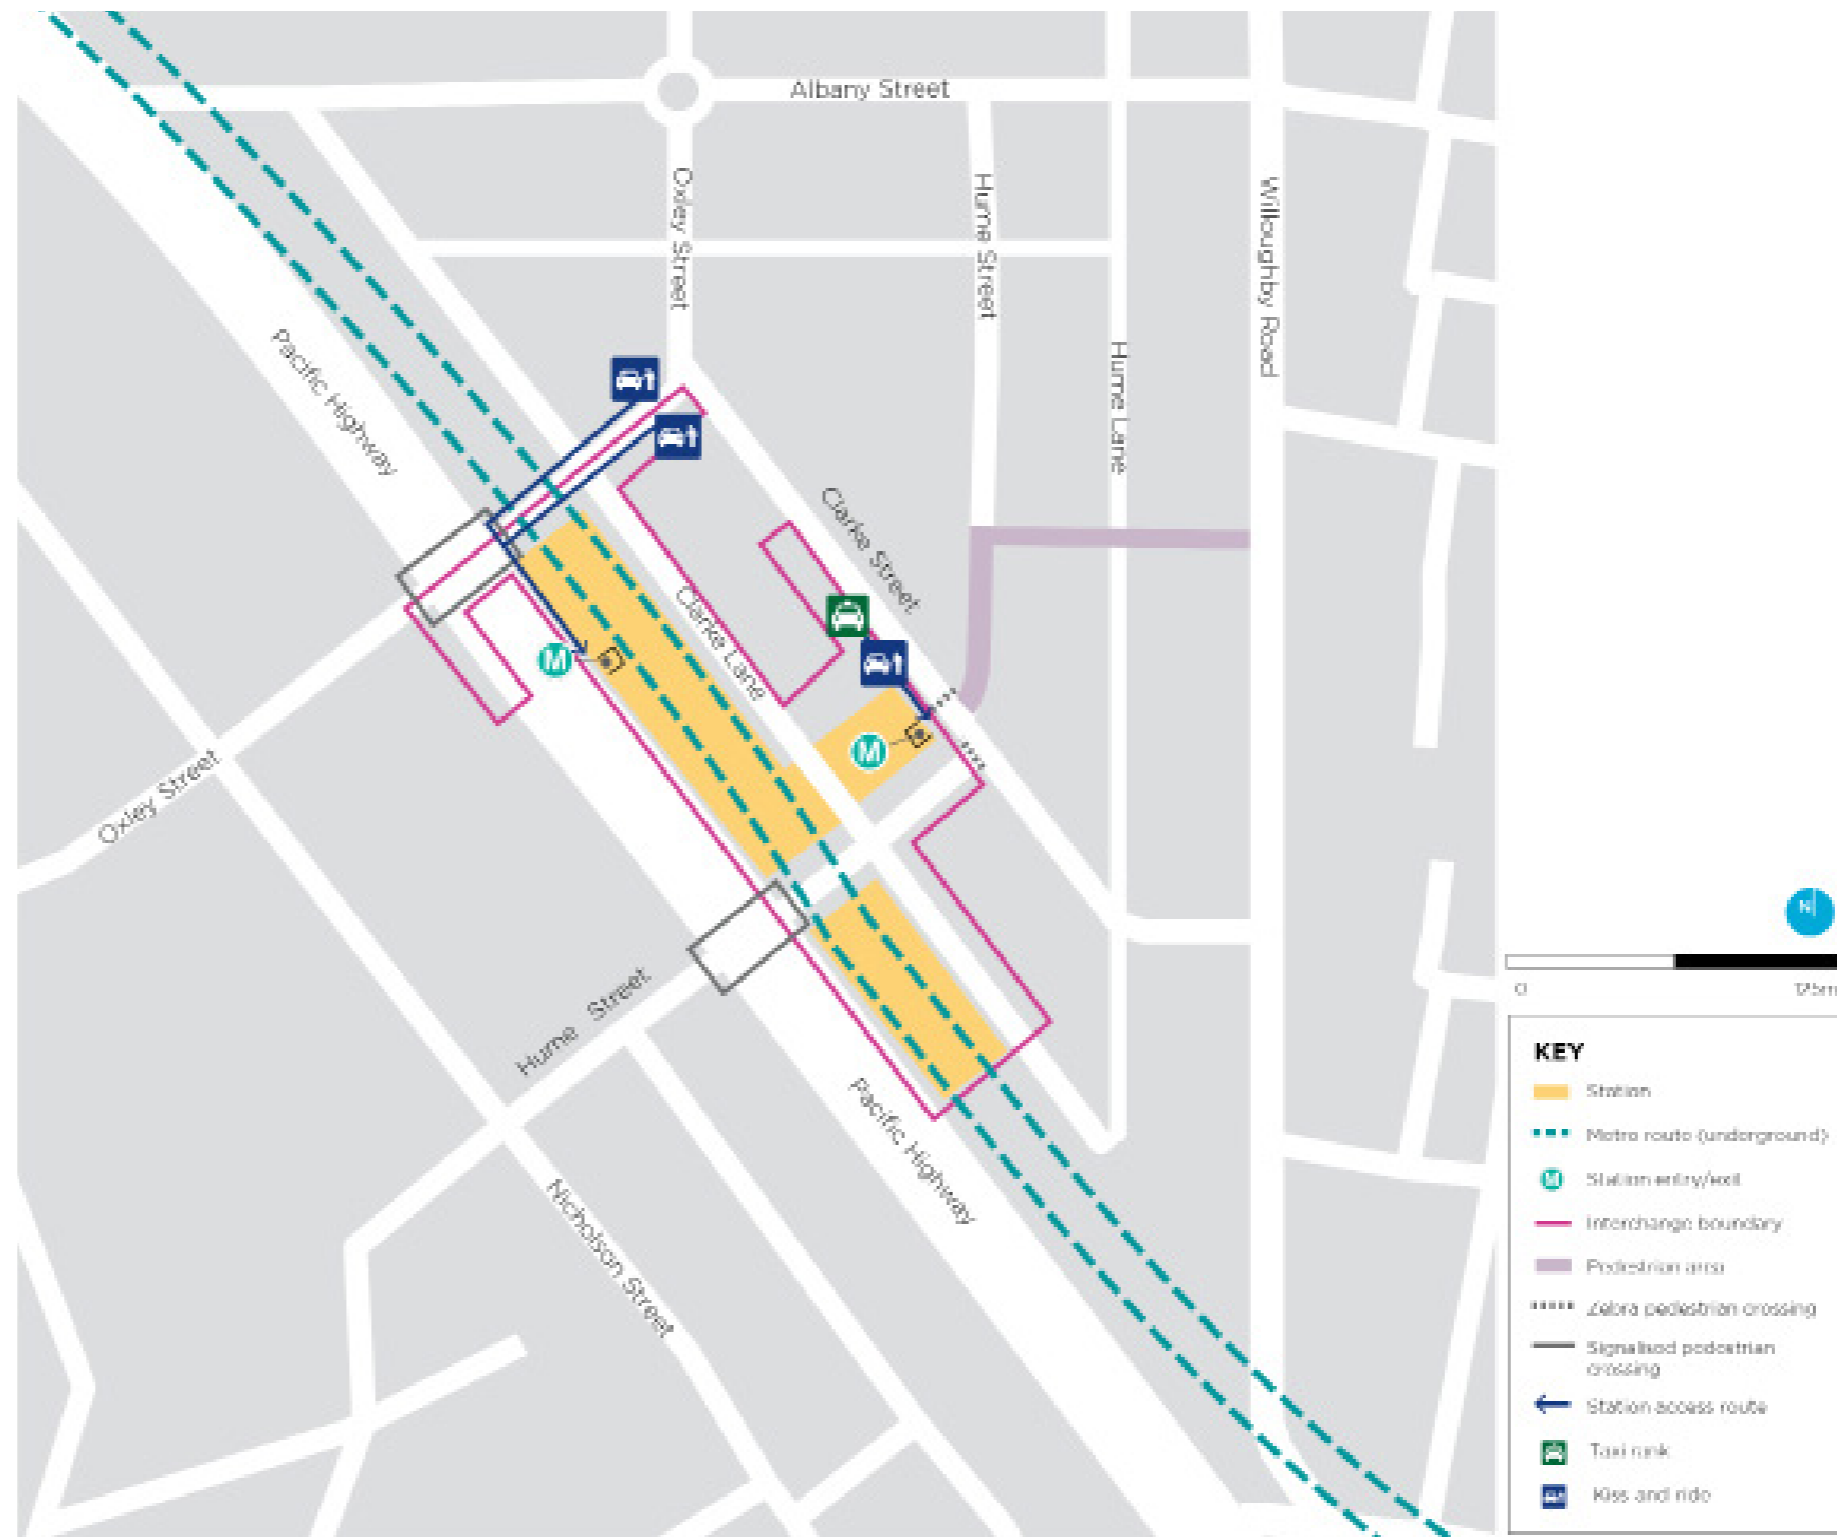 Albany Street
Oxley Street
Hume Street
Willoughby Road
Pacific Highway
Hume Lane
Clarke Street
Clarke Lane
M
M
Oxley Street
Hume Street
Pacific Highway
Nicholson Street
N
0
125m
KEY
Station
Metro route (underground)
M
Station entry/exit
Interchange boundary
Pedestrian area
Zebra pedestrian crossing
Signalised pedestrian
crossing
Station access route
Taxi rank
Kiss and ride